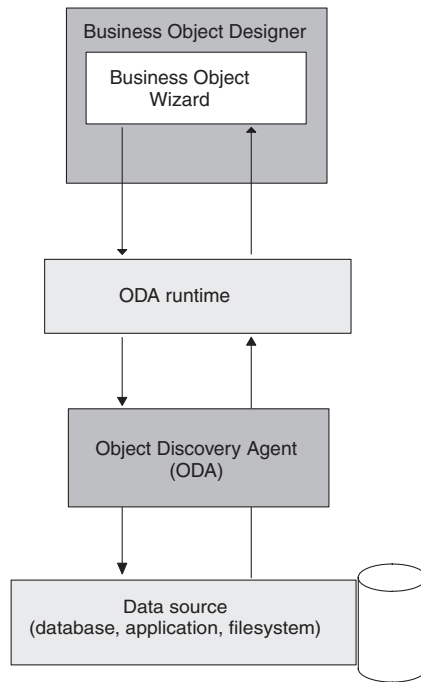 Business Object Designer
Business Object
Wizard
ODA runtime
Object Discovery Agent
(ODA)
Data source
(database, application, filesystem)